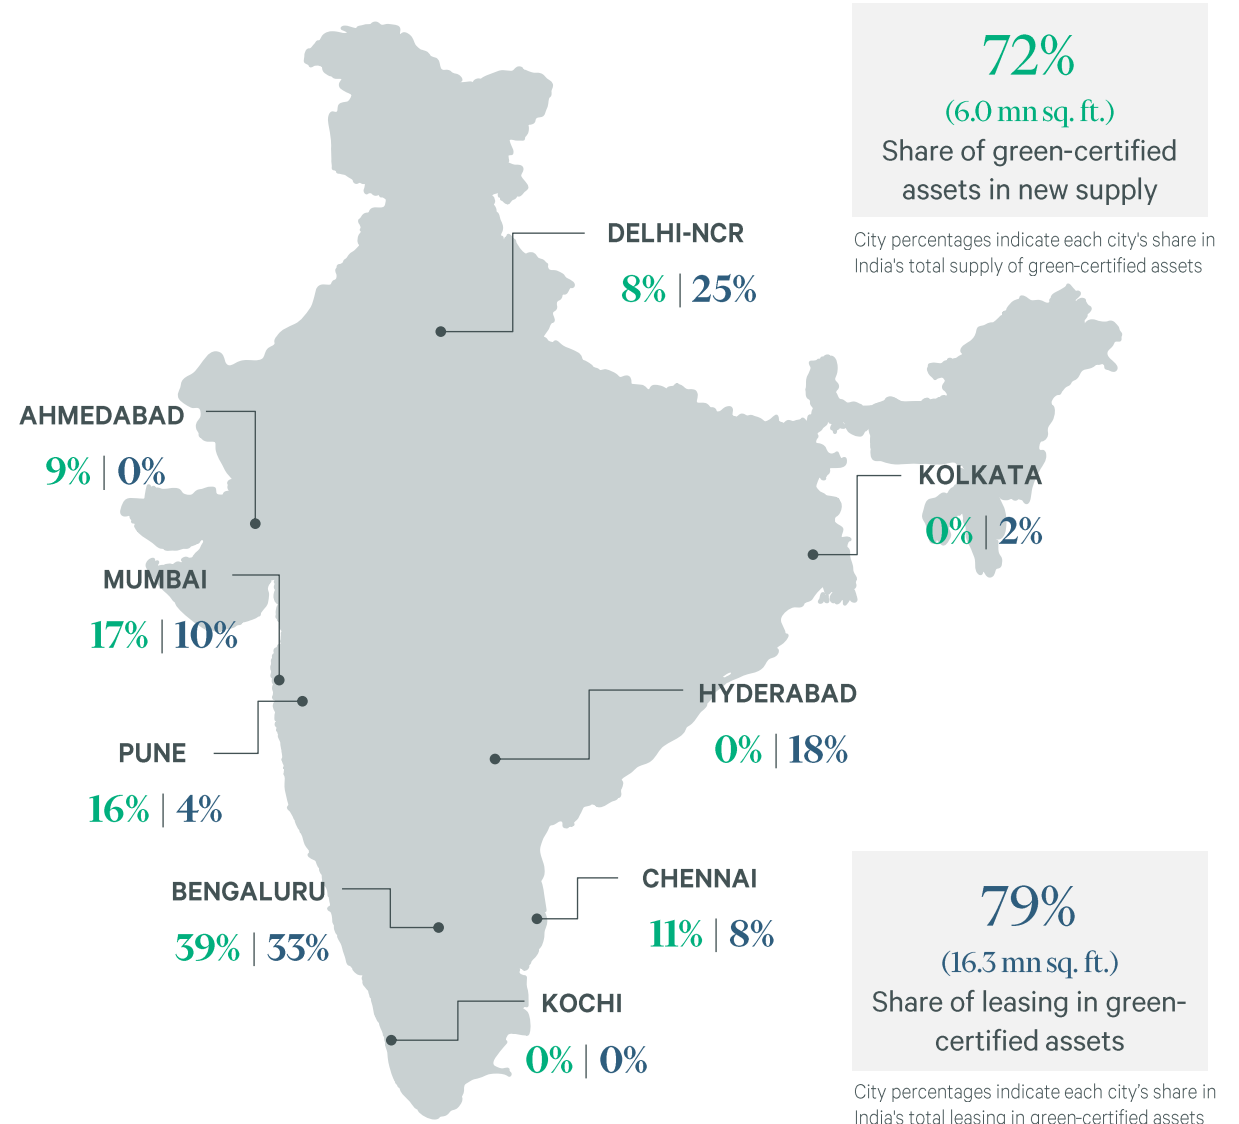 72%
(6.0 mn sq. ft.)
Share of green-certified
assets in new supply
City percentages indicate each city's share in
India's total supply of green-certified assets
DELHI-NCR
8% | 25%
AHMEDABAD
9% | 0%
KOLKATA
0% | 2%
MUMBAI
17% | 10%
HYDERABAD
0% | 18%
PUNE
16% | 4%
BENGALURU
39% | 33%
CHENNAI
11% | 8%
KOCHI
0% | 0%
79%
(16.3 mn sq. ft.)
Share of leasing in green-
certified assets
City percentages indicate each city’s share in
India's total leasing in green-certified assets